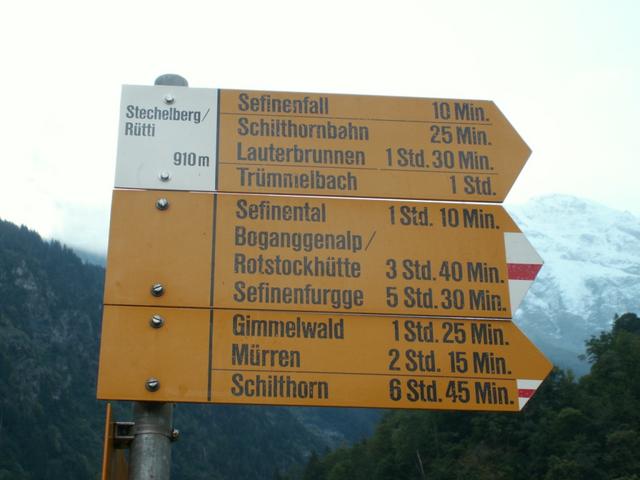 Stechelberg/
Rütti
910 m
Sefinenfall 10 Min.
Schilthornbahn 25 Min.
Lauterbrunnen 1 Std. 30 Min.
Trümmelbach 1 Std.
Sefinental 1 Std. 10 Min.
Boganggenalp/
Rotstockhütte 3 Std. 40 Min.
Sefinenfurgge 5 Std. 30 Min.
Gimmelwald 1 Std. 25 Min.
Mürren 2 Std. 15 Min.
Schilthorn 6 Std. 45 Min.